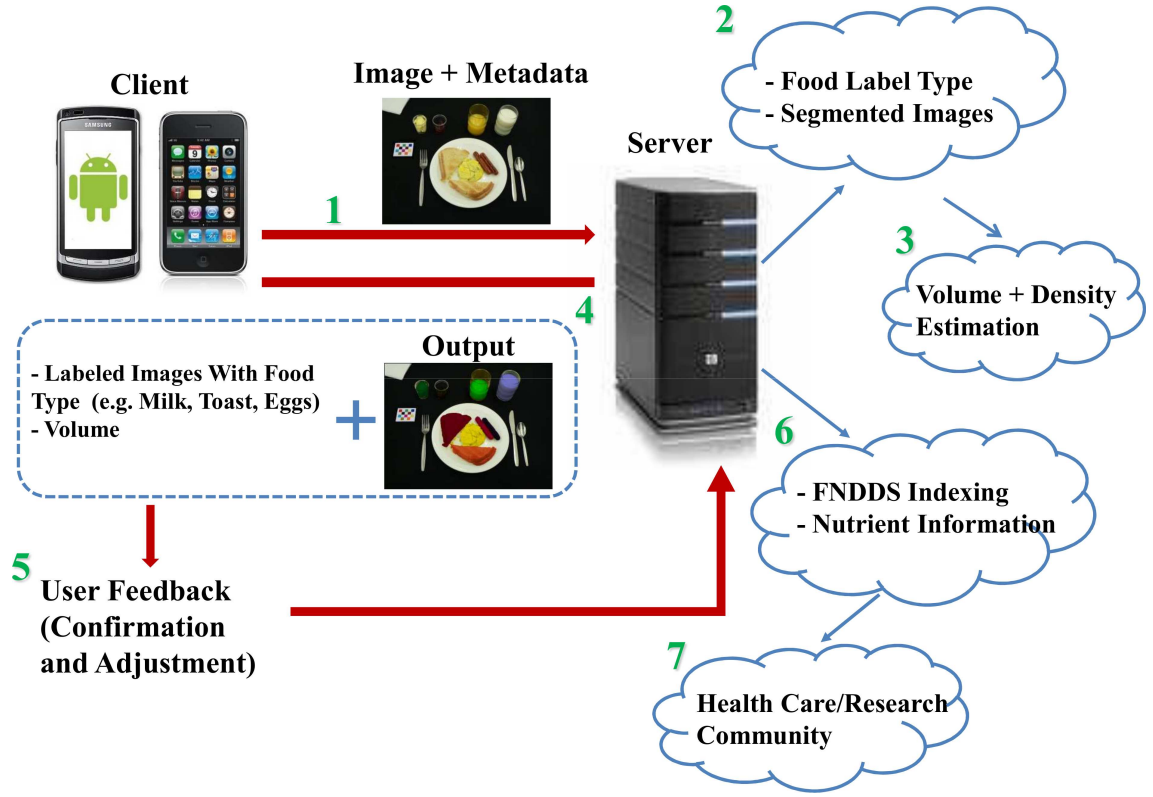 Client
Image + Metadata
SAMSUNG
1
Server
2
- Food Label Type
- Segmented Images
3
Volume + Density
Estimation
4
- Labeled Images With Food
Type (e.g. Milk, Toast, Eggs)
- Volume
+
Output
5
User Feedback
(Confirmation
and Adjustment)
6
- FNDDS Indexing
- Nutrient Information
7
Health Care/Research
Community